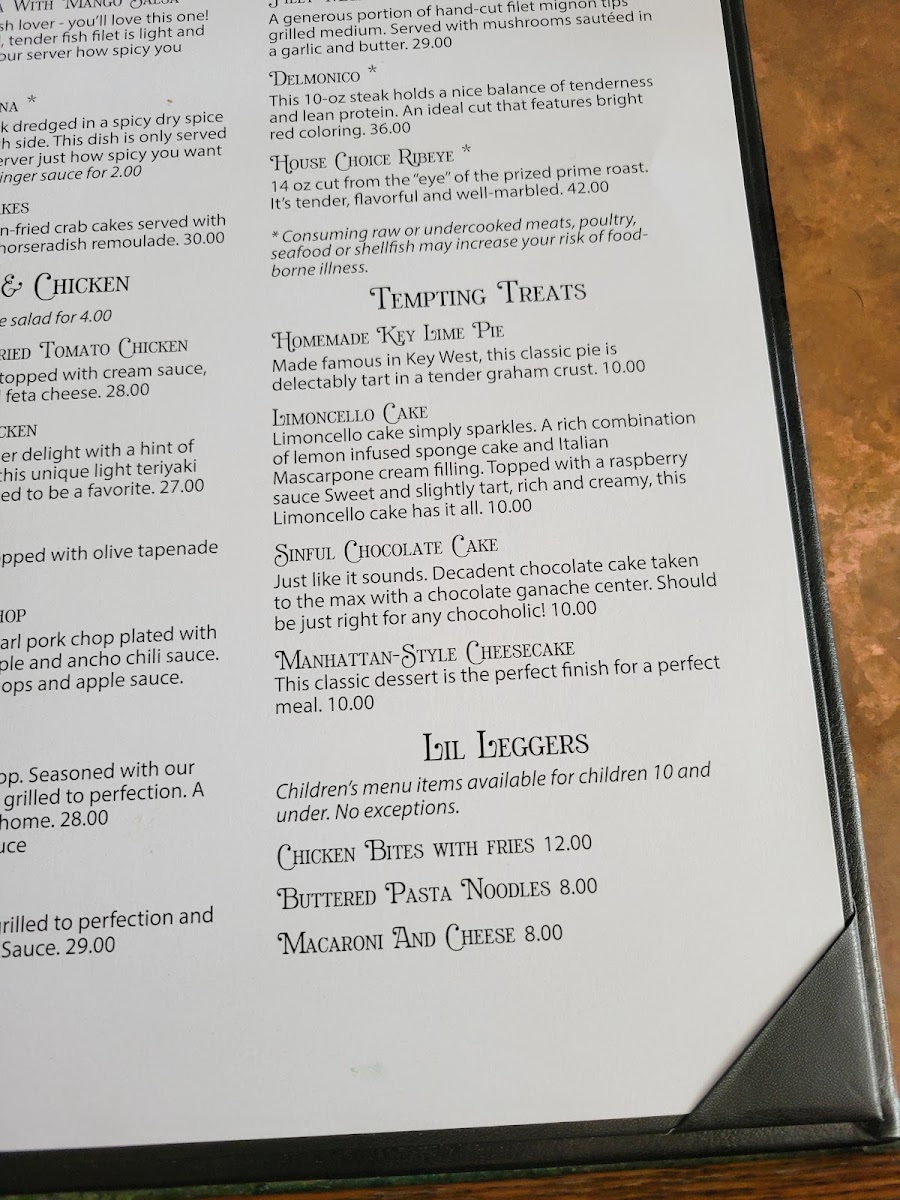 With Mango Salsa
sh lover - you'll love this one!
, tender fish filet is light and
our server how spicy you
NA *
k dredged in a spicy dry spice
h side. This dish is only served
erver just how spicy you want
inger sauce for 2.00
KES
n-fried crab cakes served with
horseradish remoulade. 30.00
& Chicken
e salad for 4.00
ried Tomato Chicken
topped with cream sauce,
feta cheese. 28.00
cken
er delight with a hint of
this unique light teriyaki
ed to be a favorite. 27.00
pped with olive tapenade
hop
arl pork chop plated with
ple and ancho chili sauce.
ops and apple sauce.
op. Seasoned with our
grilled to perfection. A
home. 28.00
uce
rilled to perfection and
Sauce. 29.00
A generous portion of hand-cut filet mignon tips
grilled medium. Served with mushrooms sautéed in
a garlic and butter. 29.00
Delmonico *
This 10-oz steak holds a nice balance of tenderness
and lean protein. An ideal cut that features bright
red coloring. 36.00
House Choice Ribeye *
14 oz cut from the “eye” of the prized prime roast.
It's tender, flavorful and well-marbled. 42.00
* Consuming raw or undercooked meats, poultry,
seafood or shellfish may increase your risk of food-
borne illness.
Tempting Treats
Homemade Key Lime Pie
Made famous in Key West, this classic pie is
delectably tart in a tender graham crust. 10.00
Limoncello Cake
Limoncello cake simply sparkles. A rich combination
of lemon infused sponge cake and Italian
Mascarpone cream filling. Topped with a raspberry
sauce Sweet and slightly tart, rich and creamy, this
Limoncello cake has it all. 10.00
Sinful Chocolate Cake
Just like it sounds. Decadent chocolate cake taken
to the max with a chocolate ganache center. Should
be just right for any chocoholic! 10.00
Manhattan-Style Cheesecake
This classic dessert is the perfect finish for a perfect
meal. 10.00
Lil Leggers
Children's menu items available for children 10 and
under. No exceptions.
Chicken Bites with fries 12.00
Buttered Pasta Noodles 8.00
Macaroni And Cheese 8.00